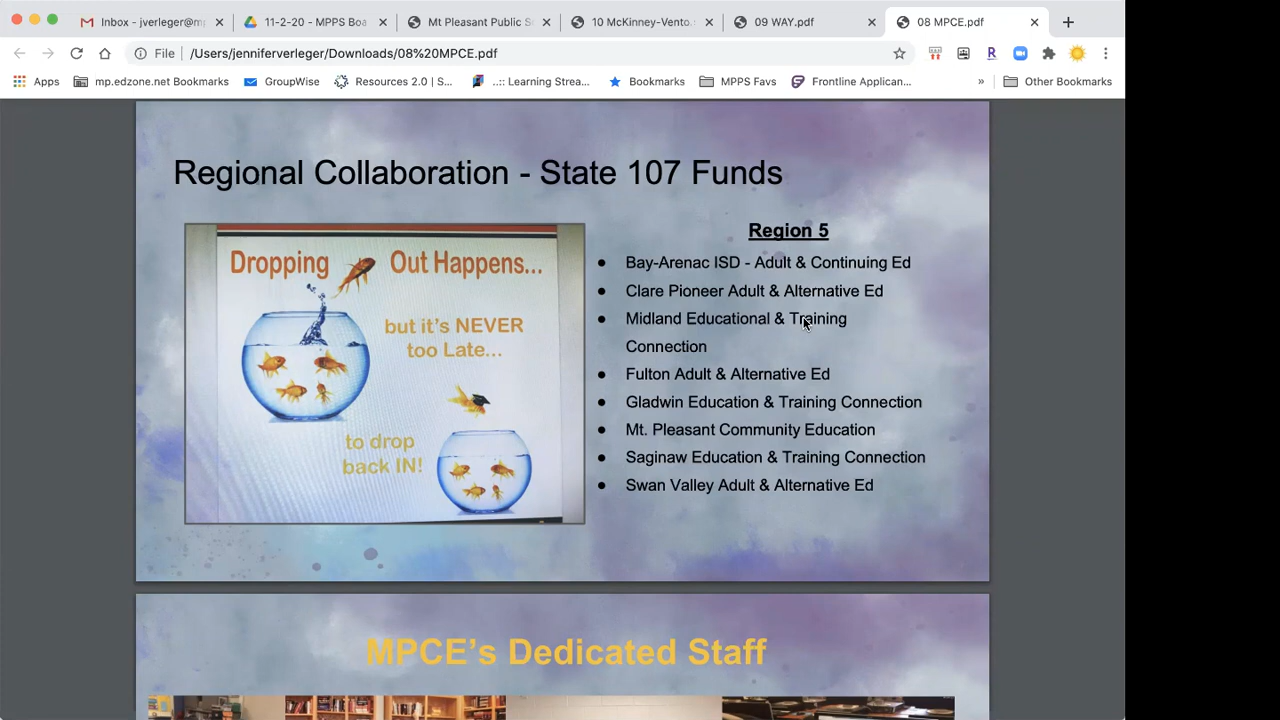 Inbox - jverleger@m
11-2-20 - MPPS Boa
Mt Pleasant Public S
10 McKinney-Vento.
09 WAY.pdf
08 MPCE.pdf
File
/Users/jenniferverleger/Downloads/08%20MPCE.pdf
Apps
mp.edzone.net Bookmarks
GroupWise
Resources 2.0 | S...
..:: Learning Strea...
Bookmarks
MPPS Favs
Frontline Applican...
»
Other Bookmarks
Regional Collaboration - State 107 Funds
Dropping Out Happens...
but it's NEVER
too Late...
to drop
back IN!
Region 5
● Bay-Arenac ISD - Adult & Continuing Ed
● Clare Pioneer Adult & Alternative Ed
● Midland Educational & Training
Connection
● Fulton Adult & Alternative Ed
● Gladwin Education & Training Connection
● Mt. Pleasant Community Education
● Saginaw Education & Training Connection
● Swan Valley Adult & Alternative Ed
MPCE's Dedicated Staff